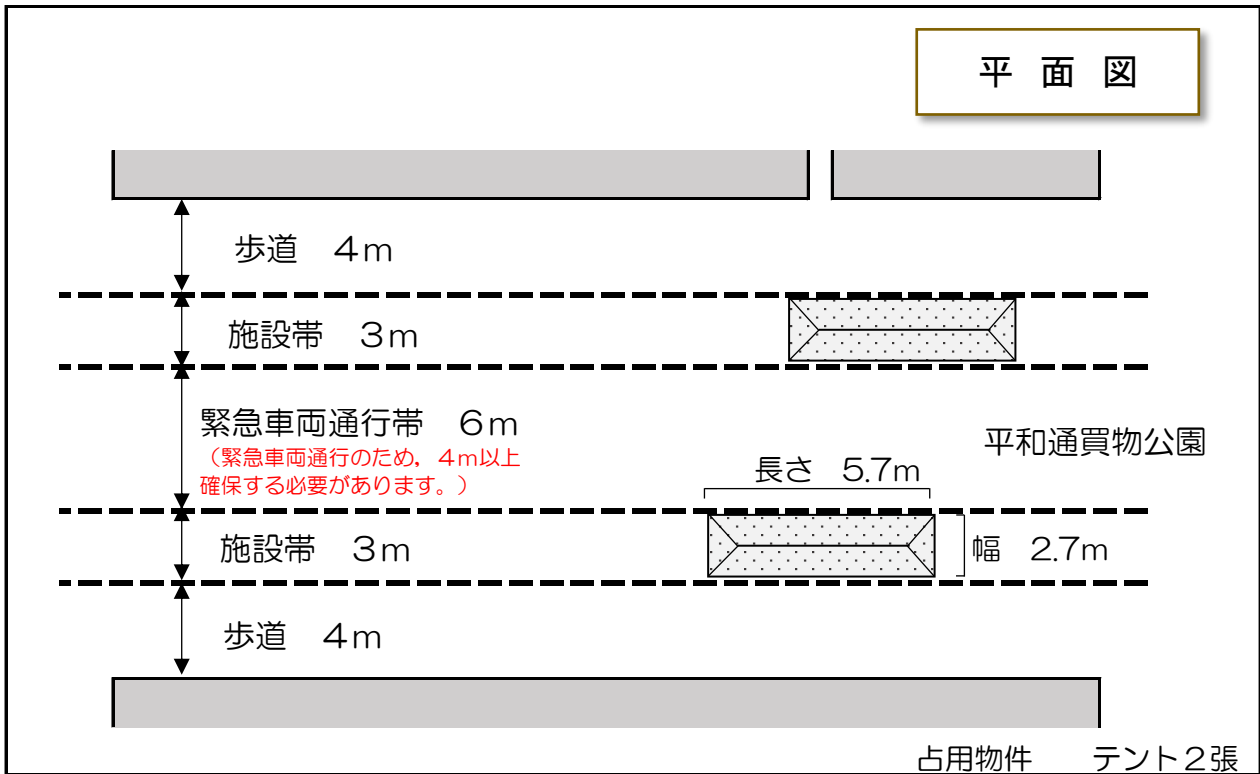 平 面 図
歩道　４ｍ
施設帯　３ｍ
緊急車両通行帯　６ｍ
（緊急車両通行のため，４ｍ以上
確保する必要があります。）
平和通買物公園
長さ　５.７ｍ
施設帯　３ｍ
幅　２.７ｍ
歩道　４ｍ
占用物件　　テント２張